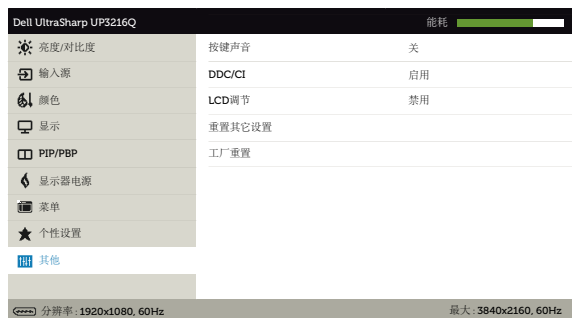 Dell UltraSharp UP3216Q 能耗
亮度/对比度 按键声音 关
输入源 DDC/CI 启用
颜色 LCD调节 禁用
显示 重置其它设置
PIP/PBP 工厂重置
显示器电源
菜单
个性设置
其他
分辨率 : 1920x1080, 60Hz 最大 : 3840x2160, 60Hz